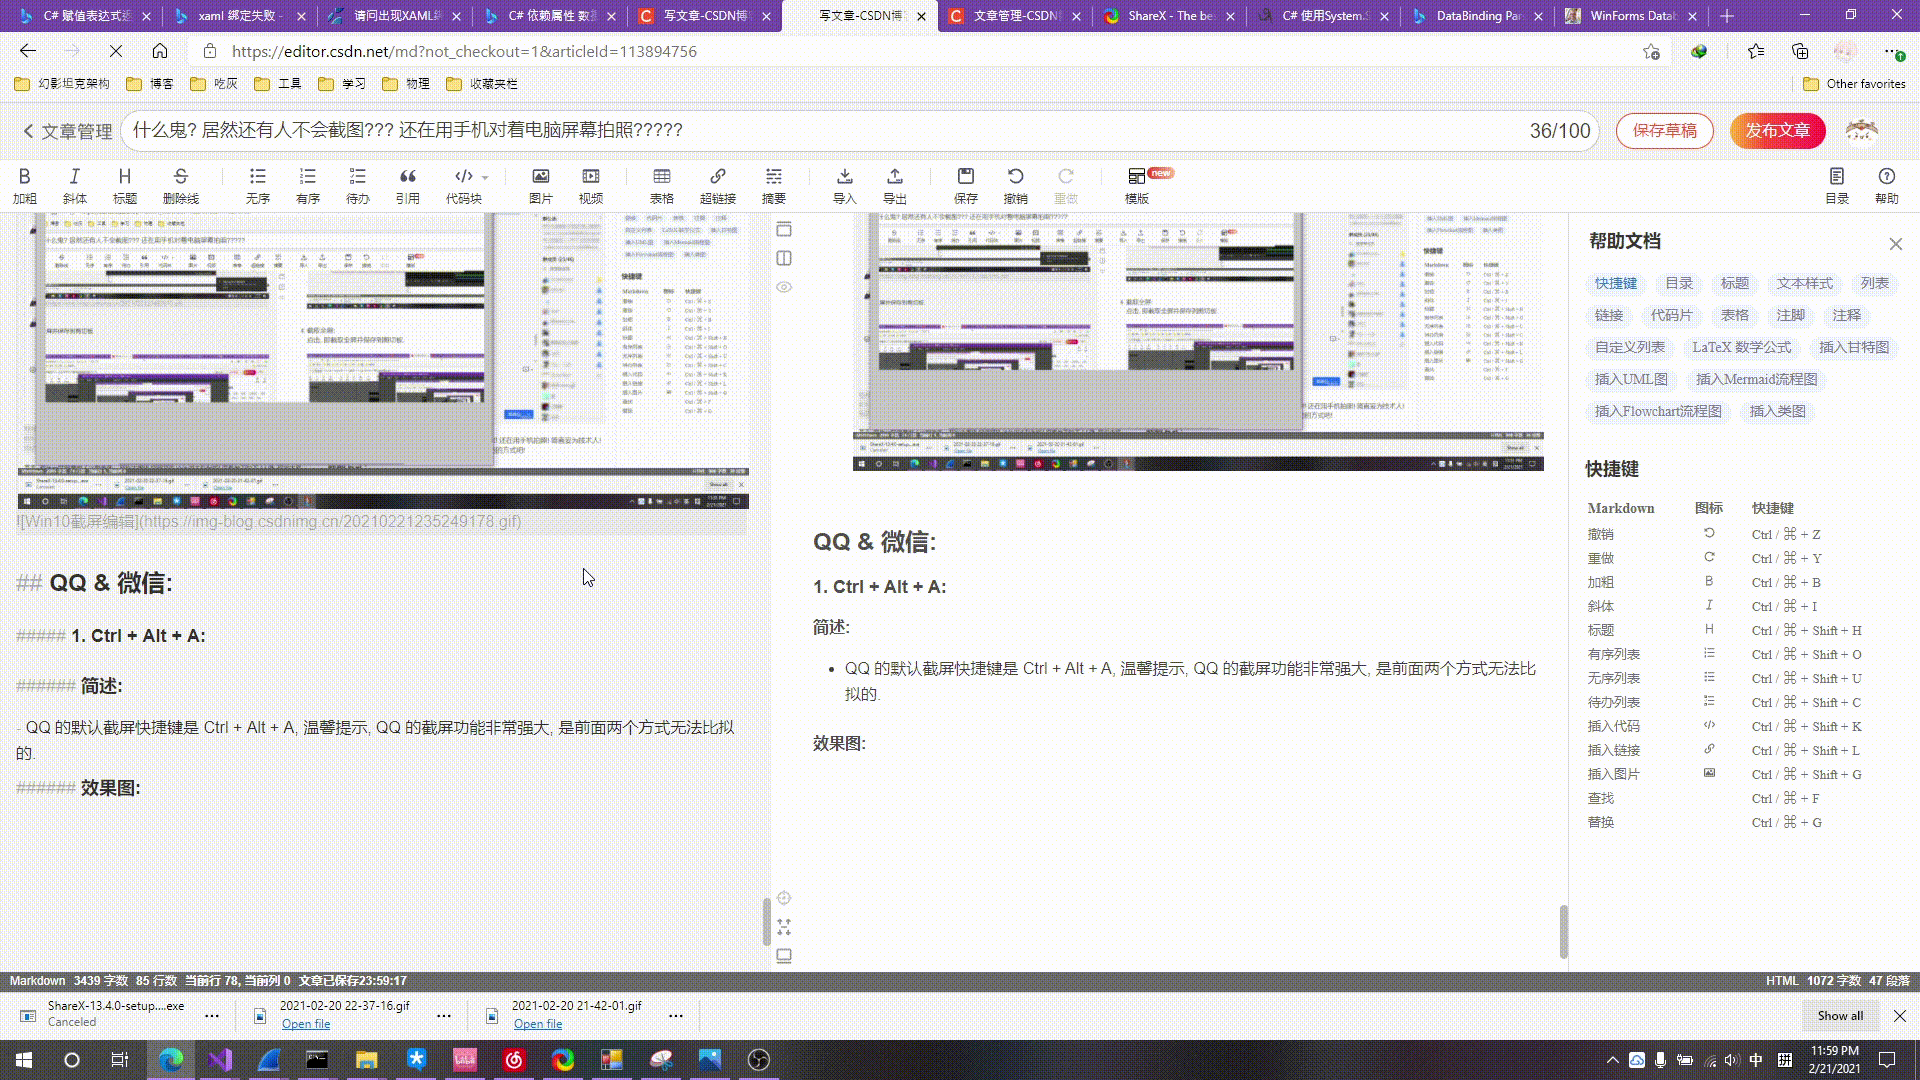 C# 赋值表达式返
xaml 绑定失败 -
请问出现XAML绑
C# 依赖属性 数据
写文章-CSDN博客
写文章-CSDN博客
文章管理-CSDN
ShareX - The be
C# 使用System.S
DataBinding Par
WinForms Datab
https://editor.csdn.net/md?not_checkout=1&articleId=113894756
幻影坦克架构
博客
吃灰
工具
学习
物理
收藏夹栏
Other favorites
文章管理
什么鬼? 居然还有人不会截图??? 还在用手机对着电脑屏幕拍照?????
36/100
保存草稿
发布文章
加粗
斜体
标题
删除线
无序
有序
待办
引用
代码块
图片
视频
表格
超链接
摘要
导入
导出
保存
撤销
重做
模版
new
目录
帮助
![Win10截屏编辑](https://img-blog.csdnimg.cn/20210221235249178.gif)
## QQ & 微信:
##### 1. Ctrl + Alt + A:
###### 简述:
- QQ 的默认截屏快捷键是 Ctrl + Alt + A, 温馨提示, QQ 的截屏功能非常强大, 是前面两个方式无法比拟
的.
###### 效果图:
QQ & 微信:
1. Ctrl + Alt + A:
简述:
• QQ 的默认截屏快捷键是 Ctrl + Alt + A, 温馨提示, QQ 的截屏功能非常强大, 是前面两个方式无法比
拟的.
效果图:
帮助文档
快捷键 目录 标题 文本样式 列表
链接 代码片 表格 注脚 注释
自定义列表 LaTeX 数学公式 插入甘特图
插入UML图 插入Mermaid流程图
插入Flowchart流程图 插入类图
快捷键
Markdown 图标 快捷键
撤销 Ctrl / ⌘ + Z
重做 Ctrl / ⌘ + Y
加粗 B Ctrl / ⌘ + B
斜体 I Ctrl / ⌘ + I
标题 H Ctrl / ⌘ + Shift + H
有序列表 Ctrl / ⌘ + Shift + O
无序列表 Ctrl / ⌘ + Shift + U
待办列表 Ctrl / ⌘ + Shift + C
插入代码 Ctrl / ⌘ + Shift + K
插入链接 Ctrl / ⌘ + Shift + L
插入图片 Ctrl / ⌘ + Shift + G
查找 Ctrl / ⌘ + F
替换 Ctrl / ⌘ + G
Markdown 3439 字数 85 行数 当前行 78, 当前列 0 文章已保存23:59:17
HTML 1072 字数 47 段落
ShareX-13.4.0-setup....exe
Canceled
2021-02-20 22-37-16.gif
Open file
2021-02-20 21-42-01.gif
Open file
Show all
中
拼
11:59 PM
2/21/2021